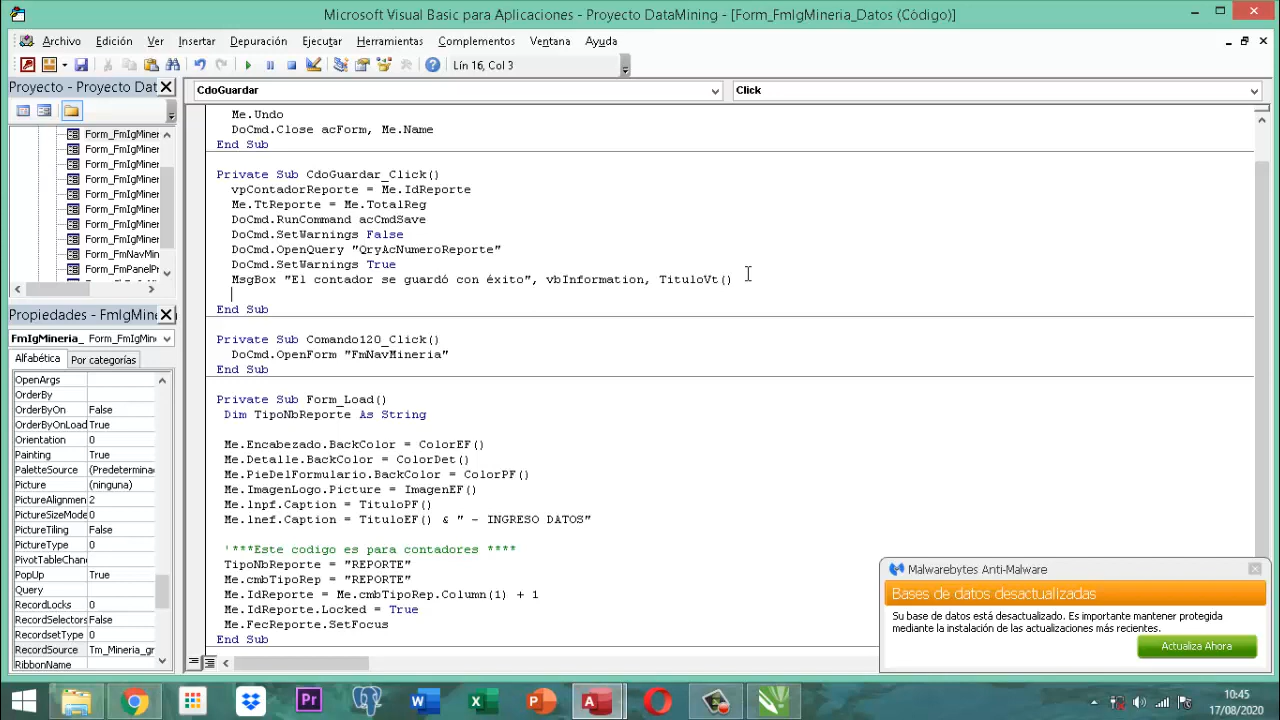 Microsoft Visual Basic para Aplicaciones - Proyecto DataMining - [Form_FmIgMineria_Datos (Código)]
Archivo Edición Ver Insertar Depuración Ejecutar Herramientas Complementos Ventana Ayuda
Lín 16, Col 3
Proyecto - Proyecto Dat
Form_FmIgMiner
Form_FmIgMiner
Form_FmIgMiner
Form_FmIgMiner
Form_FmIgMiner
Form_FmIgMiner
Form_FmIgMiner
Form_FmNavMin
Form_FmPanelPr
Propiedades - FmIgMineria
FmIgMineria_ Form_FmIgMin
Alfabética Por categorías
OpenArgs
OrderBy
OrderByOn False
OrderByOnLoad True
Orientation 0
Painting True
PaletteSource (Predetermina
Picture (ninguna)
PictureAlignmen 2
PictureSizeMode 0
PictureTiling False
PictureType 0
PivotTableChan
PopUp True
Query
RecordLocks 0
RecordSelectors False
RecordsetType 0
RecordSource Tm_Mineria_gr
RibbonName
CdoGuardar Click
Me.Undo
DoCmd.Close acForm, Me.Name
End Sub
Private Sub CdoGuardar_Click()
vpContadorReporte = Me.IdReporte
Me.TtReporte = Me.TotalReg
DoCmd.RunCommand acCmdSave
DoCmd.SetWarnings False
DoCmd.OpenQuery "QryAcNumeroReporte"
DoCmd.SetWarnings True
MsgBox "El contador se guardó con éxito", vbInformation, TituloVt()
End Sub
Private Sub Comando120_Click()
DoCmd.OpenForm "FmNavMineria"
End Sub
Private Sub Form_Load()
Dim TipoNbReporte As String
Me.Encabezado.BackColor = ColorEF()
Me.Detalle.BackColor = ColorDet()
Me.PieDelFormulario.BackColor = ColorPF()
Me.ImagenLogo.Picture = ImagenEF()
Me.lnpf.Caption = TituloPF()
Me.lnef.Caption = TituloEF() & " - INGRESO DATOS"
'***Este codigo es para contadores ****
TipoNbReporte = "REPORTE"
Me.cmbTipoRep = "REPORTE"
Me.IdReporte = Me.cmbTipoRep.Column(1) + 1
Me.IdReporte.Locked = True
Me.FecReporte.SetFocus
End Sub
Malwarebytes Anti-Malware
Bases de datos desactualizadas
Su base de datos está desactualizado. Es importante mantener protegida
mediante la instalación de las actualizaciones más recientes.
Actualiza Ahora
Pr W X P A
10:45
17/08/2020